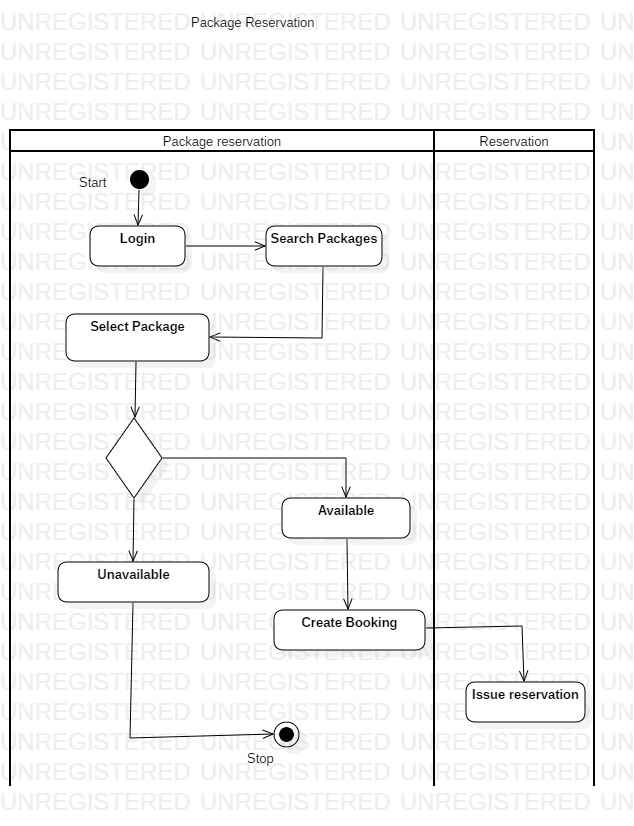 Package Reservation
Package reservation
Reservation
Start
Login
Search Packages
Select Package
Available
Unavailable
Create Booking
Issue reservation
Stop
UNREGISTERED